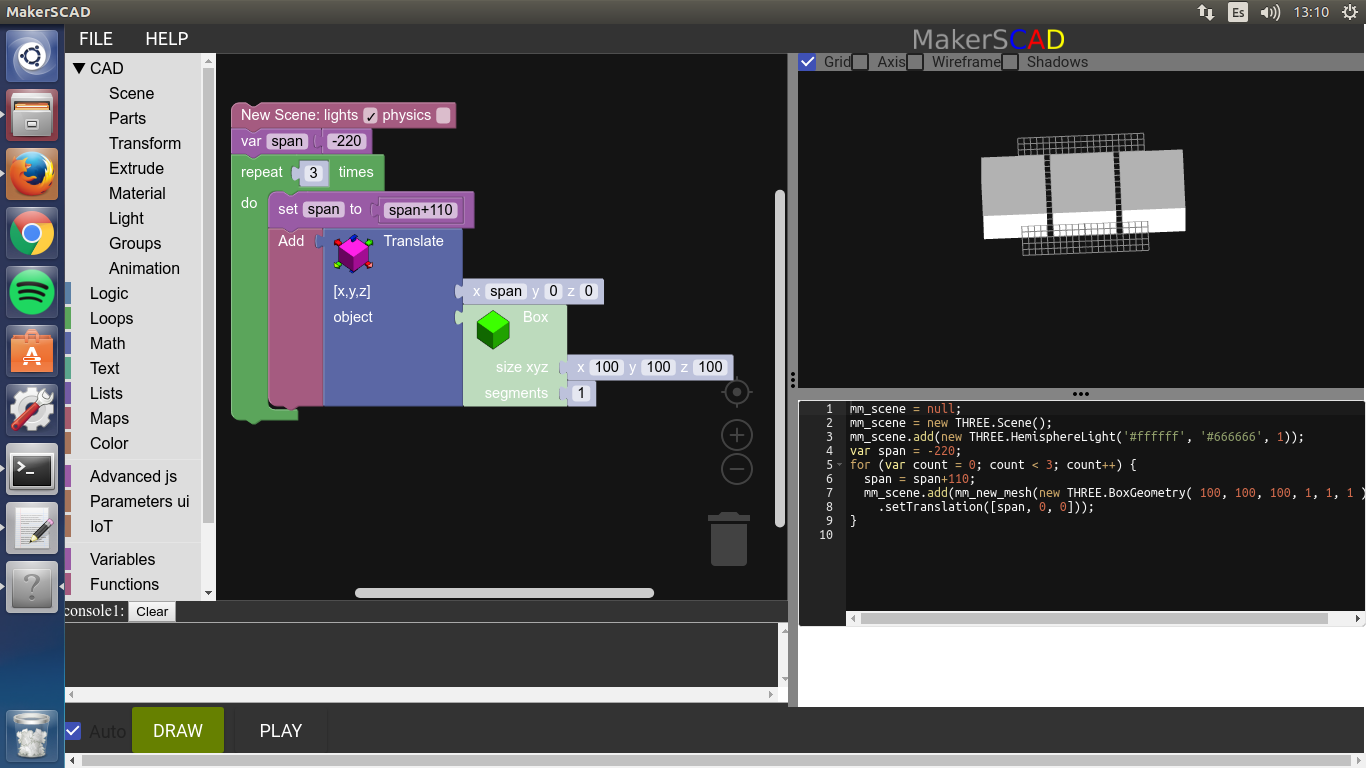 MakerSCAD
Es
13:10
FILE HELP
MakerSCAD
CAD
Scene
Parts
Transform
Extrude
Material
Light
Groups
Animation
Logic
Loops
Math
Text
Lists
Maps
Color
Advanced js
Parameters ui
IoT
Variables
Functions
New Scene: lights ✓ physics
var span -220
repeat 3 times
do
set span to span+110
Add Translate
[x,y,z] x span y 0 z 0
object Box
size xyz x 100 y 100 z 100
segments 1
Grid Axis Wireframe Shadows
1 mm_scene = null;
2 mm_scene = new THREE.Scene();
3 mm_scene.add(new THREE.HemisphereLight('#ffffff', '#666666', 1));
4 var span = -220;
5 for (var count = 0; count < 3; count++) {
6 span = span+110;
7 mm_scene.add(mm_new_mesh(new THREE.BoxGeometry( 100, 100, 100, 1, 1, 1 )
8 .setTranslation([span, 0, 0]));
9 }
10
console1: Clear
Auto DRAW PLAY